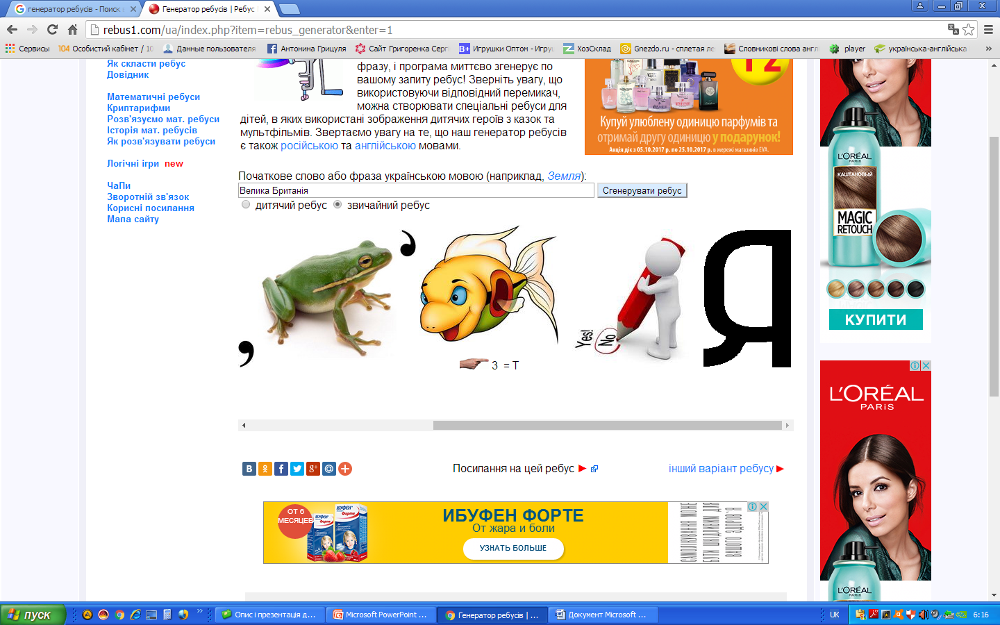 генератор ребусів - Поиск
Генератор ребусів | Ребус
rebus1.com/ua/index.php?item=rebus_generator&enter=1
Сервисы
104 Особистий кабінет / 10
Данные пользователя
Антонина Грицуля
Сайт Григоренка Сергі
B+ Игрушки Оптом - Игру
ХозСклад
Gnezdo.ru - сплетая ле
Словникові слова англ
player
українська-англійська
»
Як скласти ребус
Довідник
Математичні ребуси
Криптарифми
Розв'язуємо мат. ребуси
Історія мат. ребусів
Як розв'язувати ребуси
Логічні ігри new
ЧаПи
Зворотній зв'язок
Корисні посилання
Мапа сайту
фразу, і програма миттєво згенерує по
вашому запиту ребус! Зверніть увагу, що
використовуючи відповідний перемикач,
можна створювати спеціальні ребуси для
дітей, в яких використані зображення дитячих героїв з казок та
мультфільмів. Звертаємо увагу на те, що наш генератор ребусів
є також російською та англійською мовами.
Купуй улюблену одиницю парфумів та
отримай другу одиницю у подарунок!
Акція діє з 05.10.2017 р. по 25.10.2017 р. в мережі магазинів EVA.
Початкове слово або фраза українською мовою (наприклад, Земля):
Велика Британія
Сгенерувати ребус
дитячий ребус звичайний ребус
,
,
Yes!
No
Я
3 = Т
Посилання на цей ребус
інший варіант ребусу
ОТ 6
МЕСЯЦЕВ
ИБУФЕН ФОРТЕ
От жара и боли
УЗНАТЬ БОЛЬШЕ
САМОЛІКУВАННЯ МОЖЕ
БУТИ ШКІДЛИВИМ ДЛЯ
ВАШОГО ЗДОРОВ'Я
L'ORÉAL
PARIS
КАШТАНОВЫЙ
MAGIC
RETOUCH
КУПИТИ
L'ORÉAL
PARIS
L'ORÉAL
PARIS
пуск
»
Опис і презентація д...
Microsoft PowerPoint ...
Генератор ребусів | ...
Документ Microsoft ...
UK
6:16